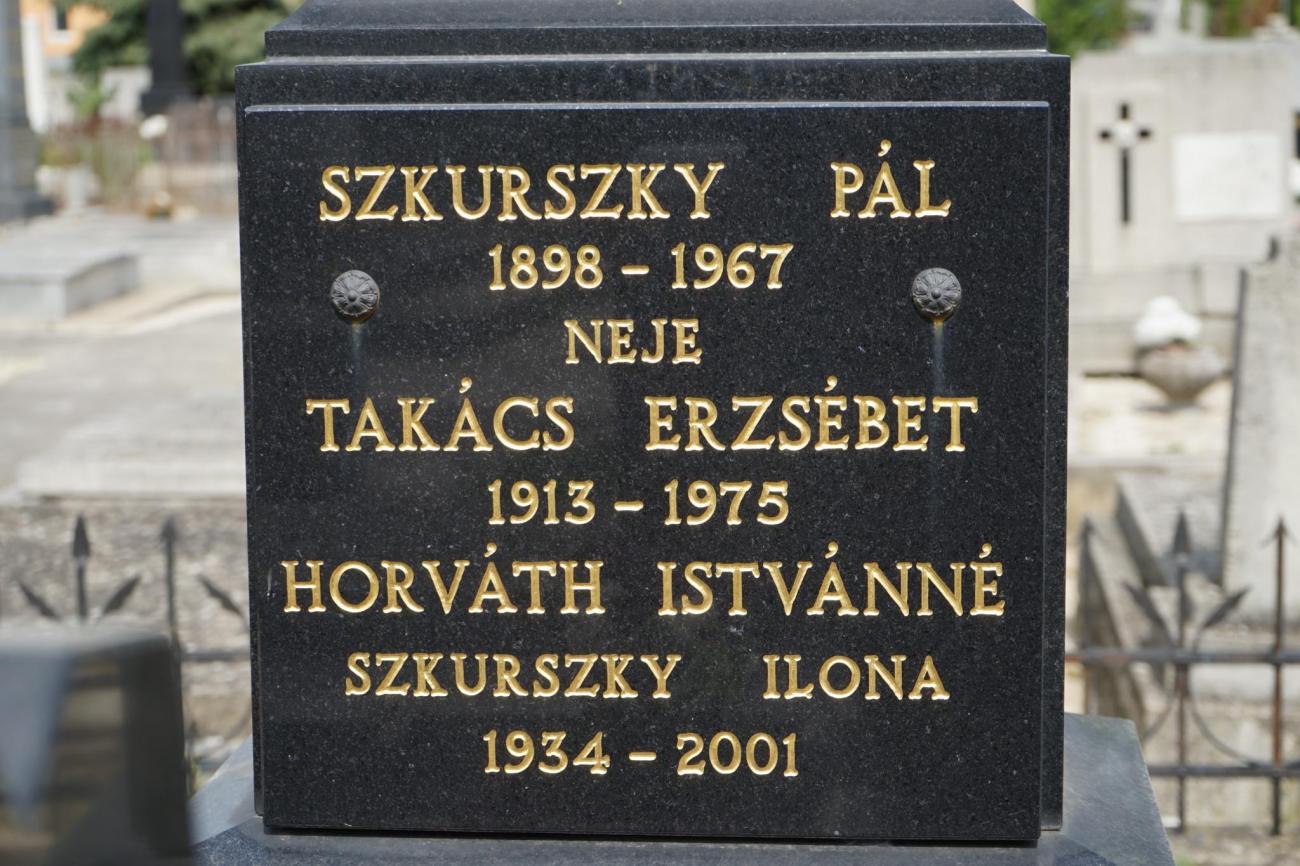 SZKURSZKY PÁL
1898 – 1967
NEJE
TAKÁCS ERZSÉBET
1913 – 1975
HORVÁTH ISTVÁNNÉ
SZKURSZKY ILONA
1934 – 2001